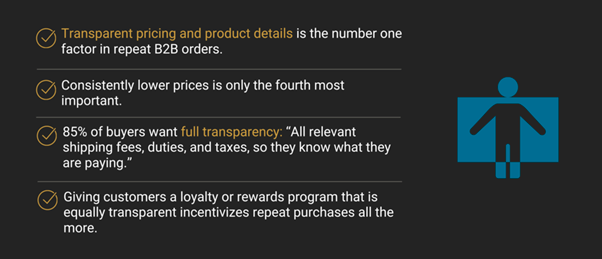 Transparent pricing and product details is the number one
factor in repeat B2B orders.
Consistently lower prices is only the fourth most
important.
85% of buyers want full transparency: “All relevant
shipping fees, duties, and taxes, so they know what they
are paying.”
Giving customers a loyalty or rewards program that is
equally transparent incentivizes repeat purchases all the
more.